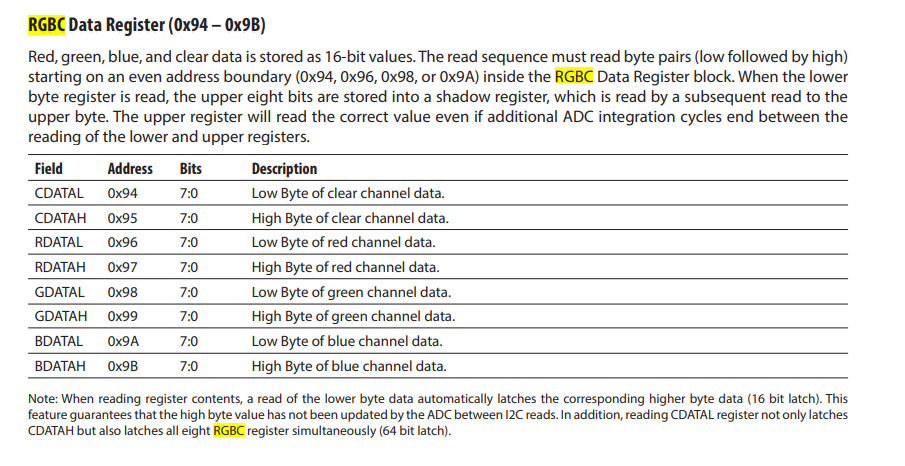 RGBC Data Register (0x94 – 0x9B)
Red, green, blue, and clear data is stored as 16-bit values. The read sequence must read byte pairs (low followed by high)
starting on an even address boundary (0x94, 0x96, 0x98, or 0x9A) inside the RGBC Data Register block. When the lower
byte register is read, the upper eight bits are stored into a shadow register, which is read by a subsequent read to the
upper byte. The upper register will read the correct value even if additional ADC integration cycles end between the
reading of the lower and upper registers.
Field Address Bits Description
CDATAL 0x94 7:0 Low Byte of clear channel data.
CDATAH 0x95 7:0 High Byte of clear channel data.
RDATAL 0x96 7:0 Low Byte of red channel data.
RDATAH 0x97 7:0 High Byte of red channel data.
GDATAL 0x98 7:0 Low Byte of green channel data.
GDATAH 0x99 7:0 High Byte of green channel data.
BDATAL 0x9A 7:0 Low Byte of blue channel data.
BDATAH 0x9B 7:0 High Byte of blue channel data.
Note: When reading register contents, a read of the lower byte data automatically latches the corresponding higher byte data (16 bit latch). This
feature guarantees that the high byte value has not been updated by the ADC between I2C reads. In addition, reading CDATAL register not only latches
CDATAH but also latches all eight RGBC register simultaneously (64 bit latch).